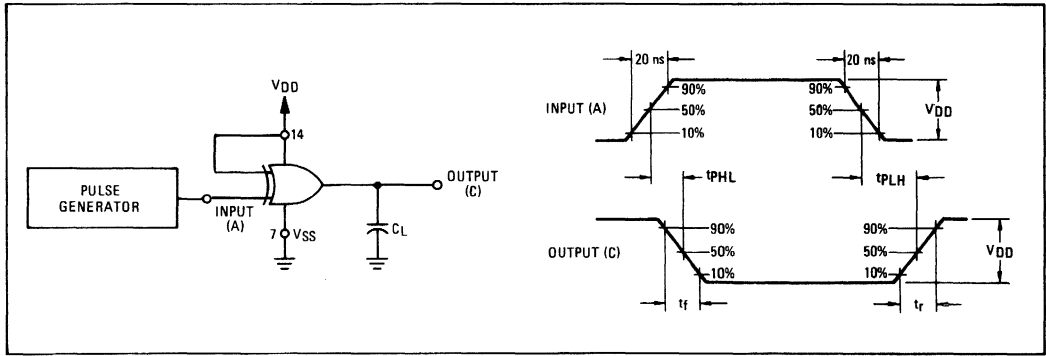 VDD
14
PULSE
GENERATOR
INPUT
(A)
7 VSS
CL
OUTPUT
(C)
20 ns
20 ns
INPUT (A)
90%
50%
10%
90%
50%
10%
VDD
tPHL
tPLH
OUTPUT (C)
90%
50%
10%
90%
50%
10%
VDD
tf
tr